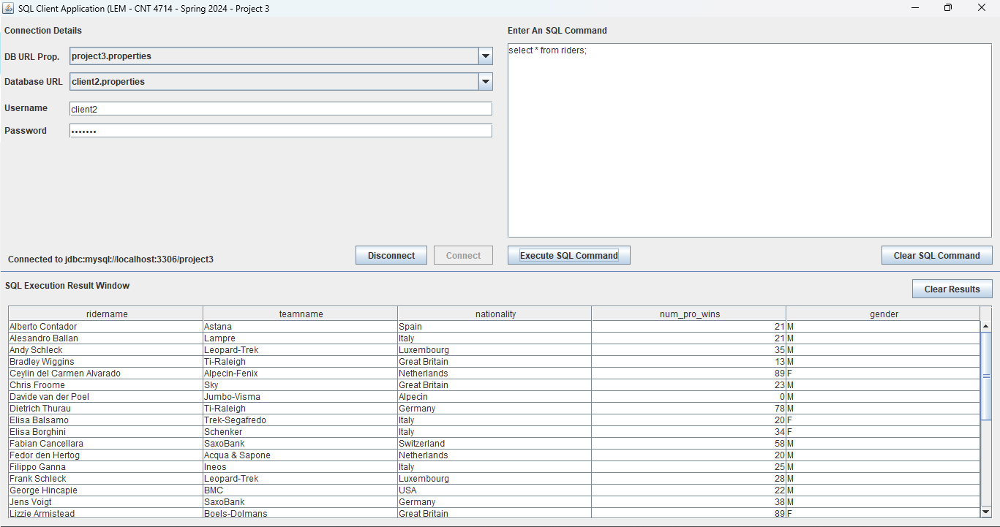 SQL Client Application (LEM - CNT 4714 - Spring 2024 - Project 3
Connection Details
DB URL Prop. project3.properties
Database URL client2.properties
Username client2
Password •••••••
Connected to jdbc:mysql://localhost:3306/project3
Disconnect Connect
Enter An SQL Command
select * from riders;
Execute SQL Command Clear SQL Command
SQL Execution Result Window
Clear Results
ridername teamname nationality num_pro_wins gender
Alberto Contador Astana Spain 21 M
Alesandro Ballan Lampre Italy 21 M
Andy Schleck Leopard-Trek Luxembourg 35 M
Bradley Wiggins Ti-Raleigh Great Britain 13 M
Ceylin del Carmen Alvarado Alpecin-Fenix Netherlands 89 F
Chris Froome Sky Great Britain 23 M
Davide van der Poel Jumbo-Visma Alpecin 0 M
Dietrich Thurau Ti-Raleigh Germany 78 M
Elisa Balsamo Trek-Segafredo Italy 20 F
Elisa Borghini Schenker Italy 34 F
Fabian Cancellara SaxoBank Switzerland 58 M
Fedor den Hertog Acqua & Sapone Netherlands 20 M
Filippo Ganna Ineos Italy 25 M
Frank Schleck Leopard-Trek Luxembourg 28 M
George Hincapie BMC USA 22 M
Jens Voigt SaxoBank Germany 38 M
Lizzie Armistead Boels-Dolmans Great Britain 89 F